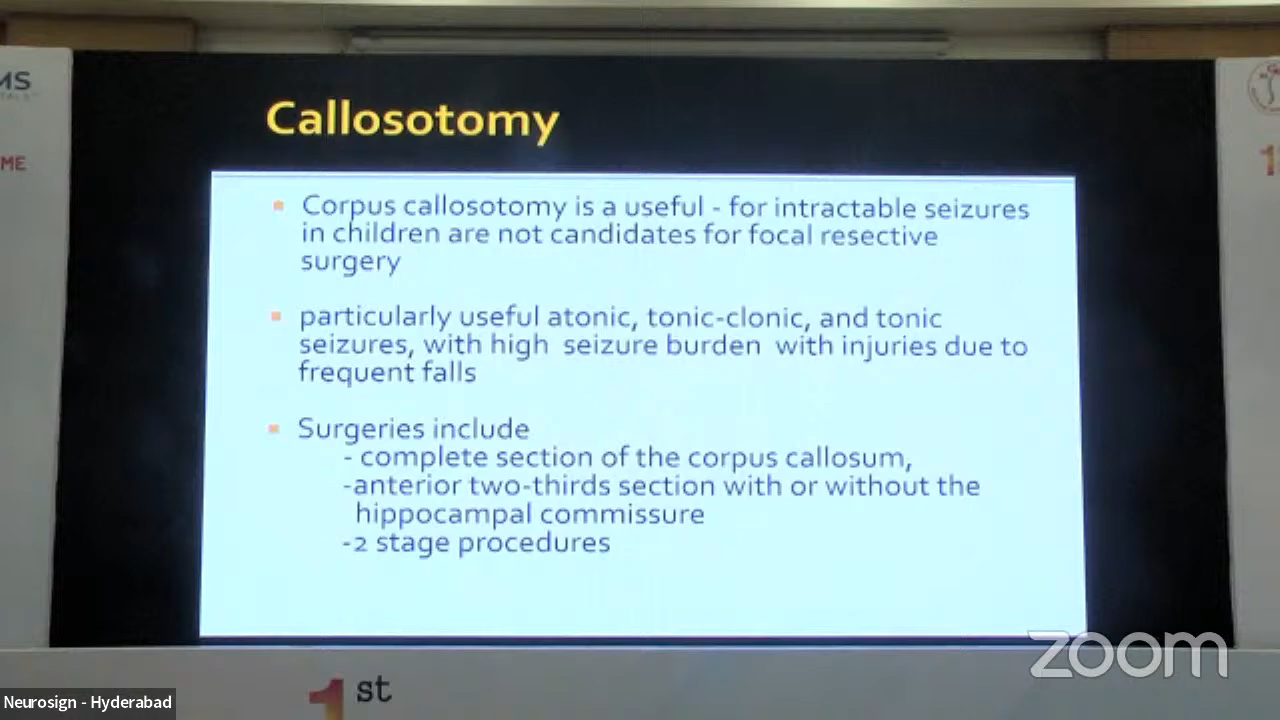 MS
ME
Callosotomy
▪ Corpus callosotomy is a useful - for intractable seizures
in children are not candidates for focal resective
surgery
▪ particularly useful atonic, tonic-clonic, and tonic
seizures, with high seizure burden with injuries due to
frequent falls
▪ Surgeries include
- complete section of the corpus callosum,
-anterior two-thirds section with or without the
hippocampal commissure
-2 stage procedures
1st
zoom
Neurosign - Hyderabad